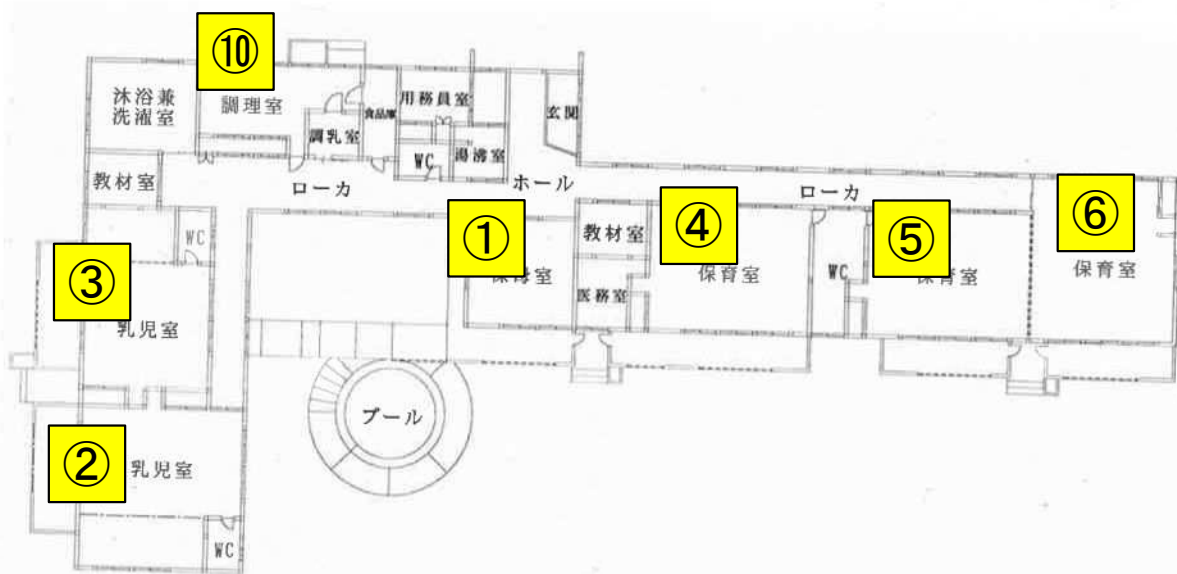 ⑩
沐浴兼
洗濯室
調理室
食品庫
用務員室
玄関
調乳室
WC
湯沸室
教材室
ローカ
ホール
ローカ
WC
①
保母室
教材室
医務室
④
保育室
WC
⑤
保育室
⑥
保育室
③
乳児室
プール
②
乳児室
WC